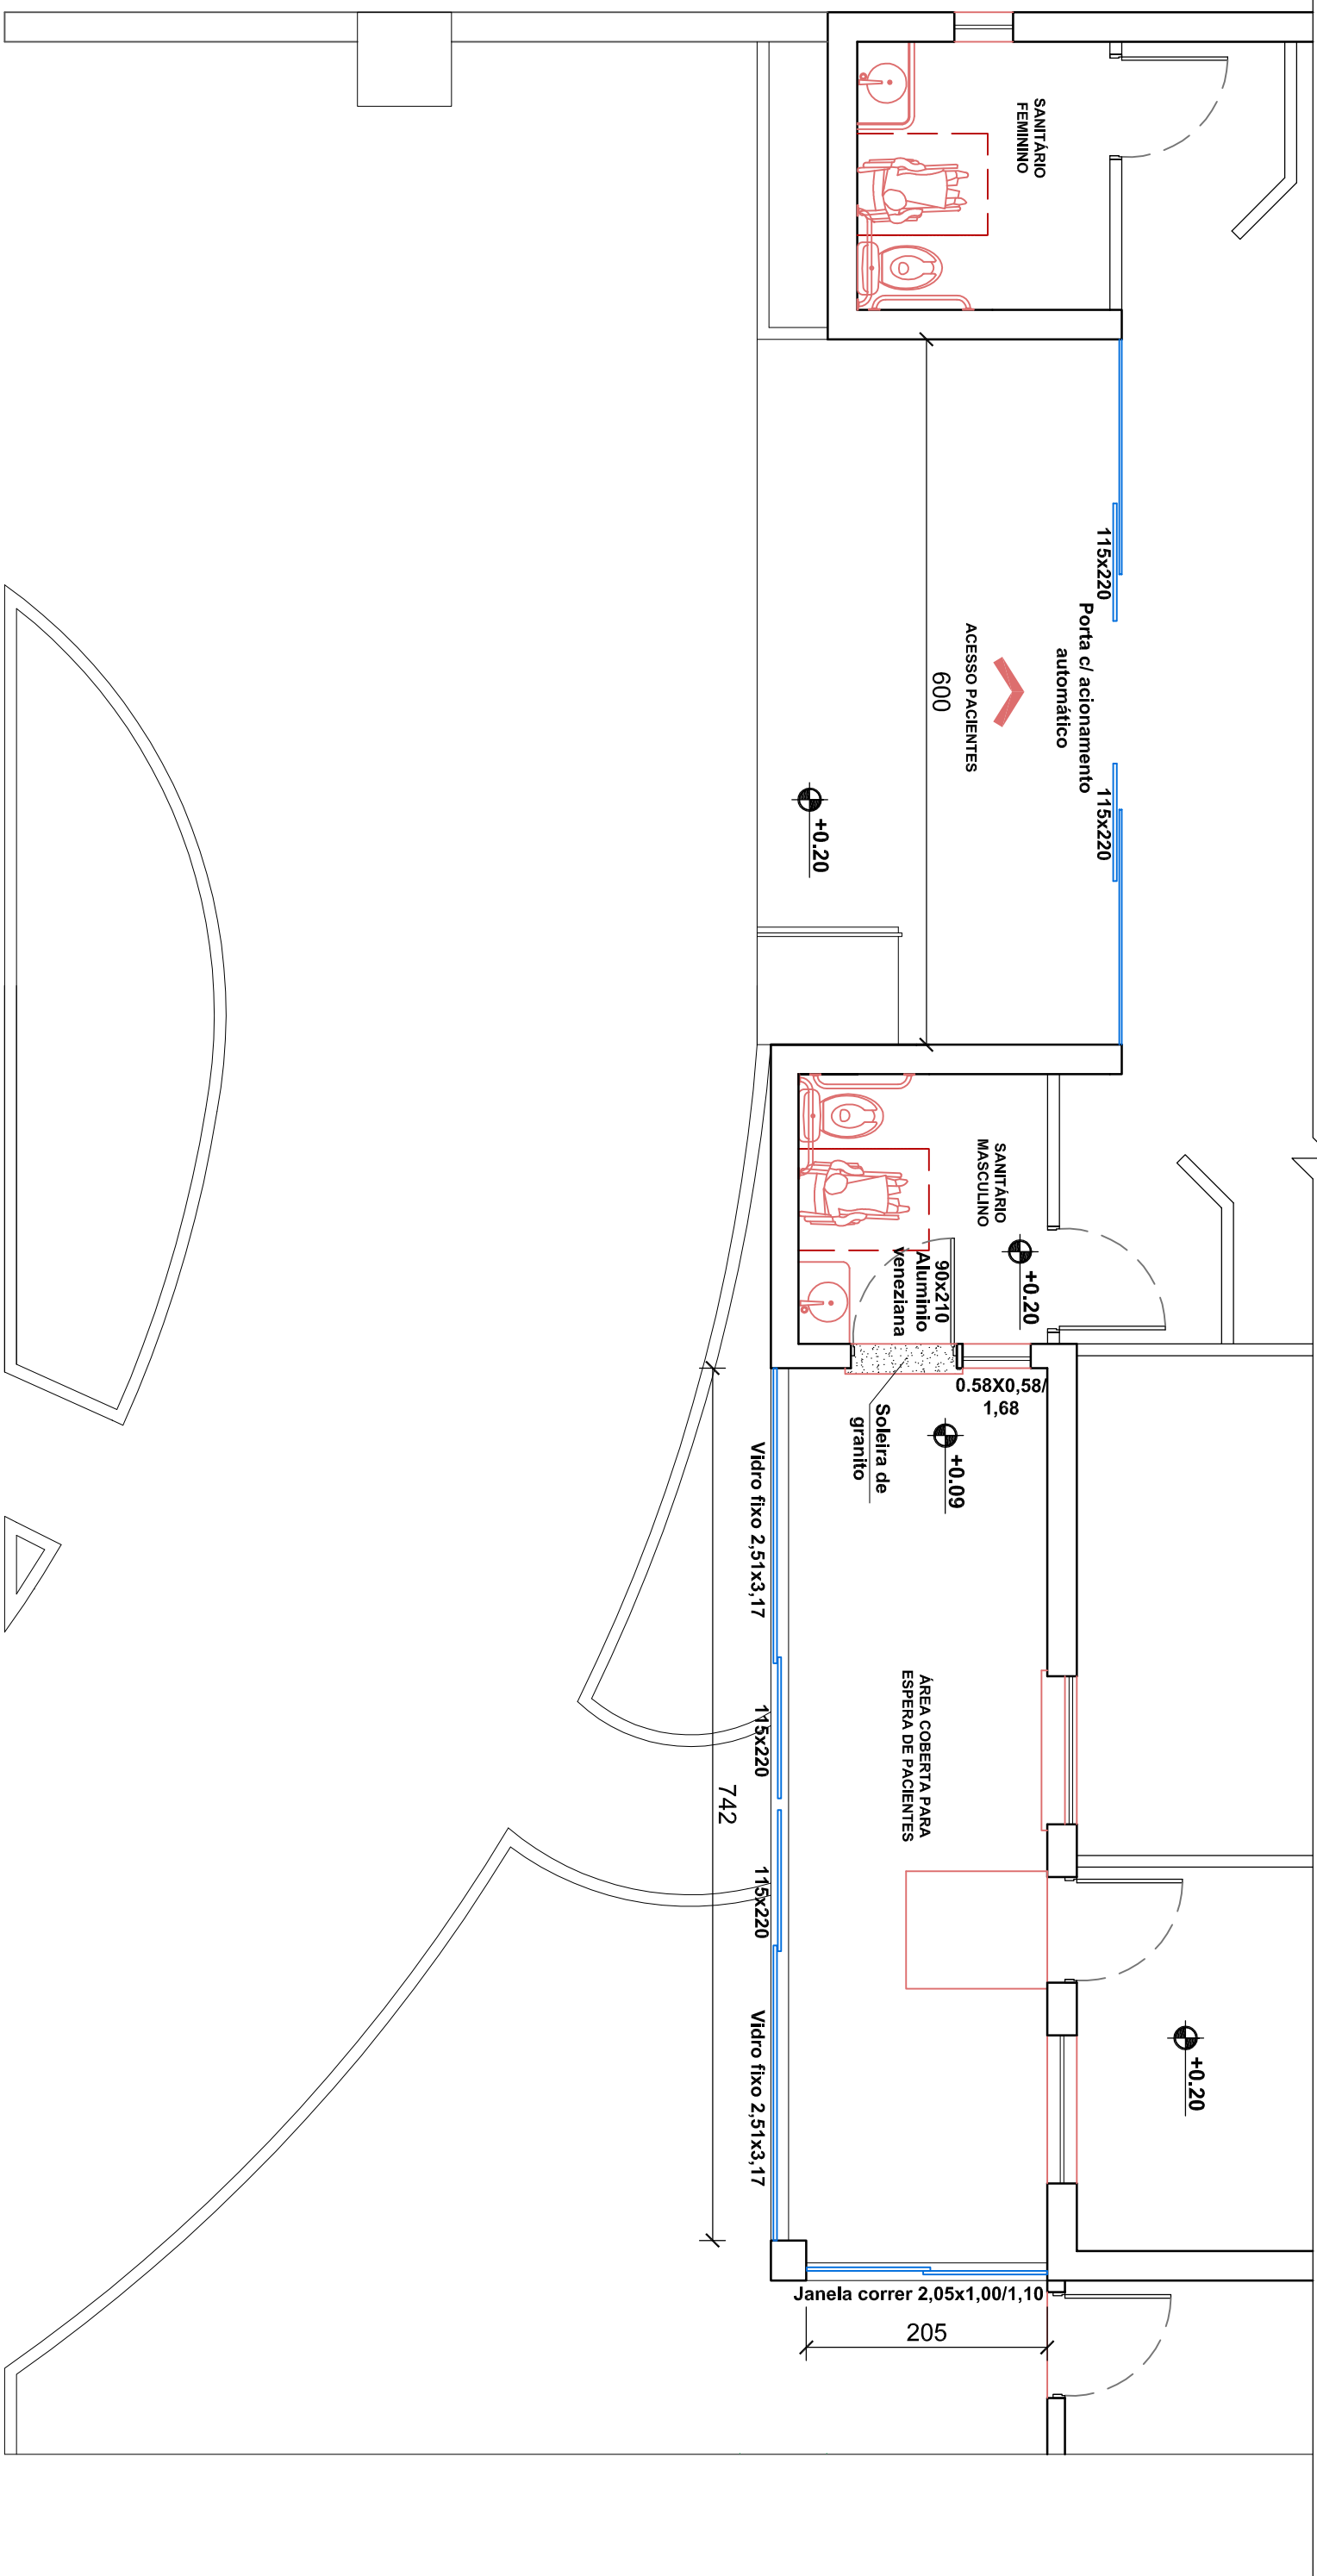 SANITÁRIO
FEMININO
115x220
Porta c/ acionamento
automático
115x220
ACESSO PACIENTES
600
+0.20
SANITÁRIO
MASCULINO
+0.20
90x210
Aluminio
veneziana
0.58X0,58/
1,68
Soleira de
granito
+0.09
Vidro fixo 2,51x3,17
115x220
742
115x220
Vidro fixo 2,51x3,17
ÁREA COBERTA PARA
ESPERA DE PACIENTES
+0.20
Janela correr 2,05x1,00/1,10
205